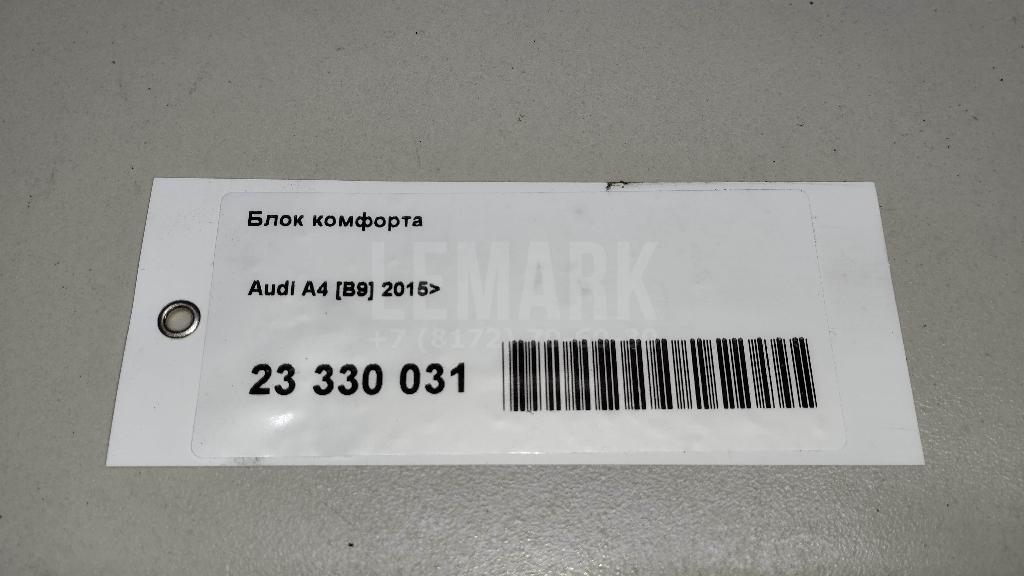 Блок комфорта
LEMARK
Audi A4 [B9] 2015>
23 330 031